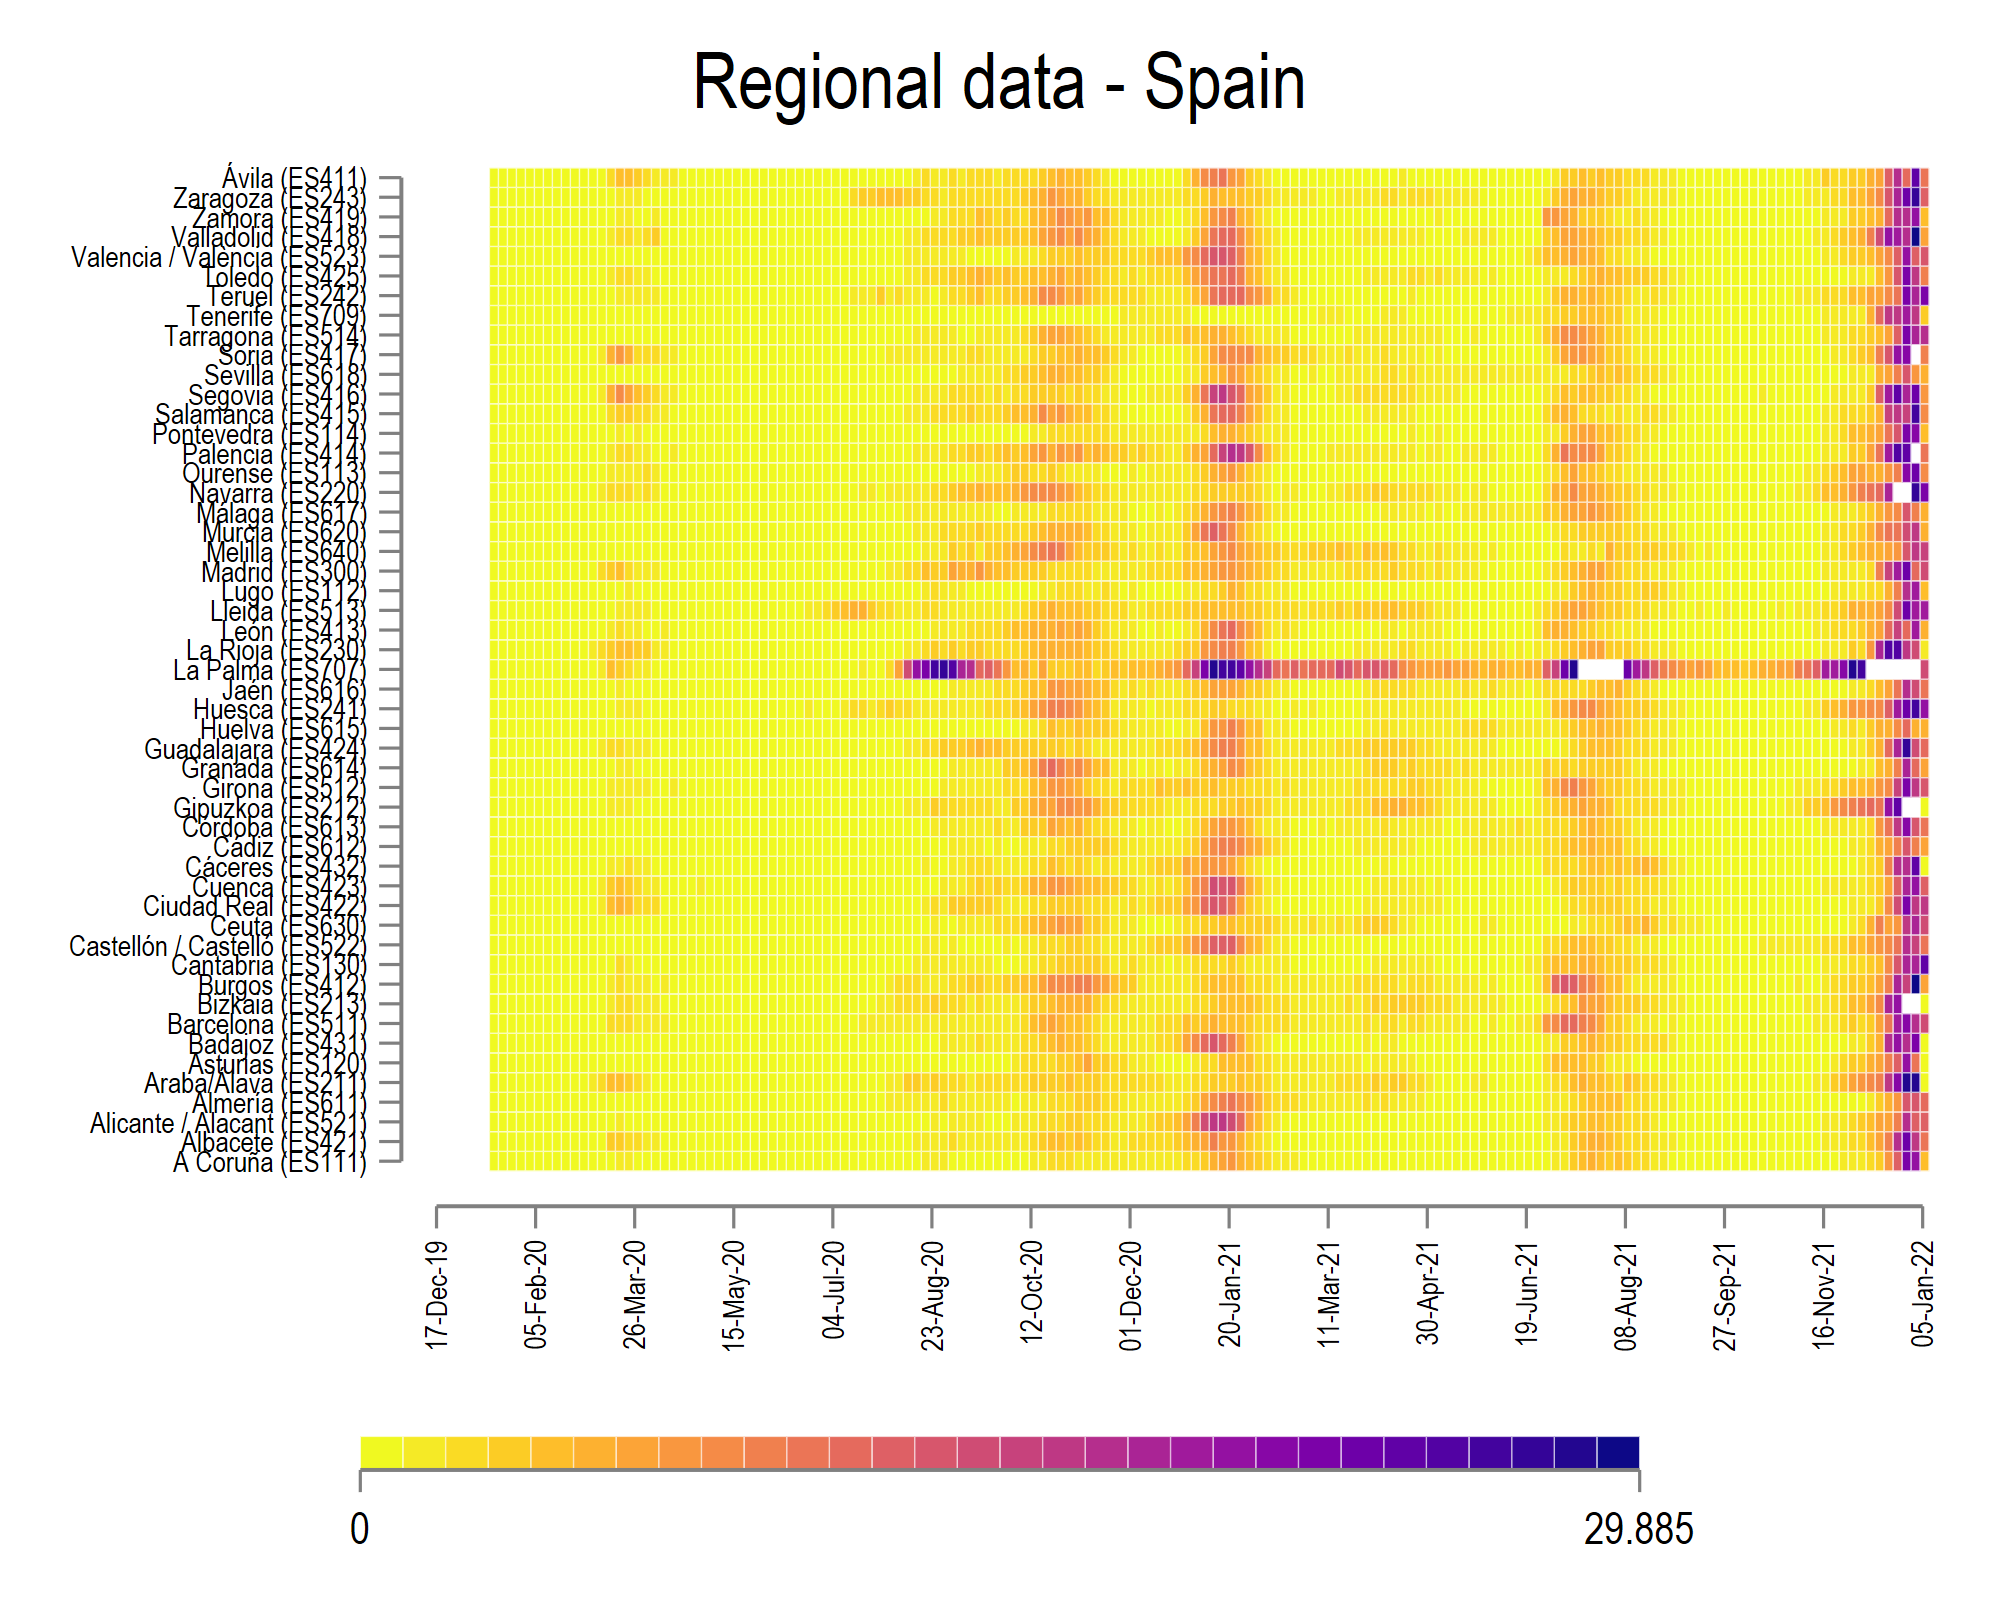 Regional data - Spain
Ávila (ES411)
Zaragoza (ES243)
Zamora (ES419)
Valladolid (ES418)
Valencia / València (ES523)
Toledo (ES425)
Teruel (ES242)
Tenerife (ES709)
Tarragona (ES514)
Soria (ES417)
Sevilla (ES618)
Segovia (ES416)
Salamanca (ES415)
Pontevedra (ES114)
Palencia (ES414)
Ourense (ES113)
Navarra (ES220)
Málaga (ES617)
Murcia (ES620)
Melilla (ES640)
Madrid (ES300)
Lugo (ES112)
Lleida (ES513)
León (ES413)
La Rioja (ES230)
La Palma (ES707)
Jaén (ES616)
Huesca (ES241)
Huelva (ES615)
Guadalajara (ES424)
Granada (ES614)
Girona (ES512)
Gipuzkoa (ES212)
Córdoba (ES613)
Cádiz (ES612)
Cáceres (ES432)
Cuenca (ES423)
Ciudad Real (ES422)
Ceuta (ES630)
Castellón / Castelló (ES522)
Cantabria (ES130)
Burgos (ES412)
Bizkaia (ES213)
Barcelona (ES511)
Badajoz (ES431)
Asturias (ES120)
Araba/Álava (ES211)
Almería (ES611)
Alicante / Alacant (ES521)
Albacete (ES421)
A Coruña (ES111)
17-Dec-19
05-Feb-20
26-Mar-20
15-May-20
04-Jul-20
23-Aug-20
12-Oct-20
01-Dec-20
20-Jan-21
11-Mar-21
30-Apr-21
19-Jun-21
08-Aug-21
27-Sep-21
16-Nov-21
05-Jan-22
0
29.885